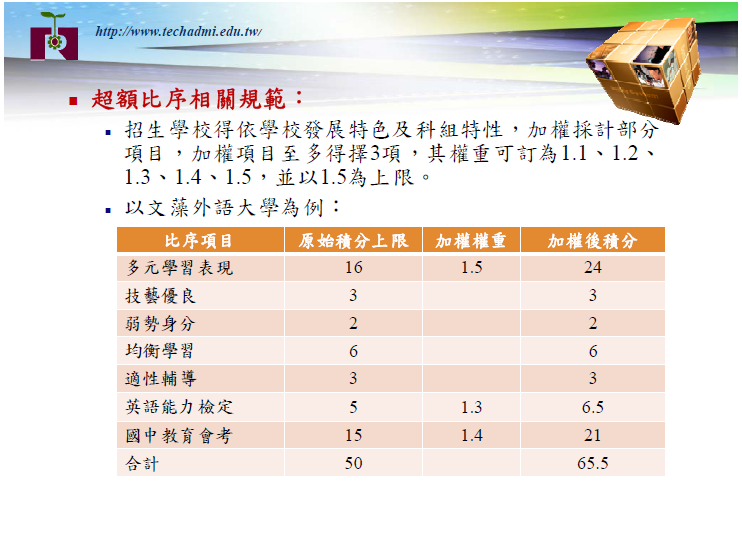 http://www.techadmi.edu.tw/
超額比序相關規範：
招生學校得依學校發展特色及科組特性，加權採計部分
項目，加權項目至多得擇3項，其權重可訂為1.1、1.2、
1.3、1.4、1.5，並以1.5為上限。
以文藻外語大學為例：
比序項目 原始積分上限 加權權重 加權後積分
多元學習表現 16 1.5 24
技藝優良 3 3
弱勢身分 2 2
均衡學習 6 6
適性輔導 3 3
英語能力檢定 5 1.3 6.5
國中教育會考 15 1.4 21
合計 50 65.5